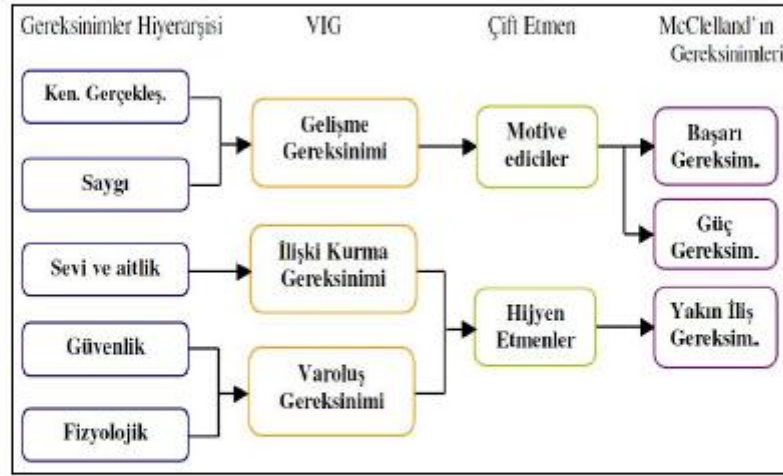 Gereksinimler Hiyerarşisi
VIG
Çift Etmen
McClelland'ın
Gereksinimleri
Ken. Gerçekleş.
Saygı
Sevi ve aitlik
Güvenlik
Fizyolojik
Gelişme
Gereksinimi
İlişki Kurma
Gereksinimi
Varoluş
Gereksinimi
Motive
ediciler
Hijyen
Etmenler
Başarı
Gereksim.
Güç
Gereksim.
Yakın İliş
Gereksim.